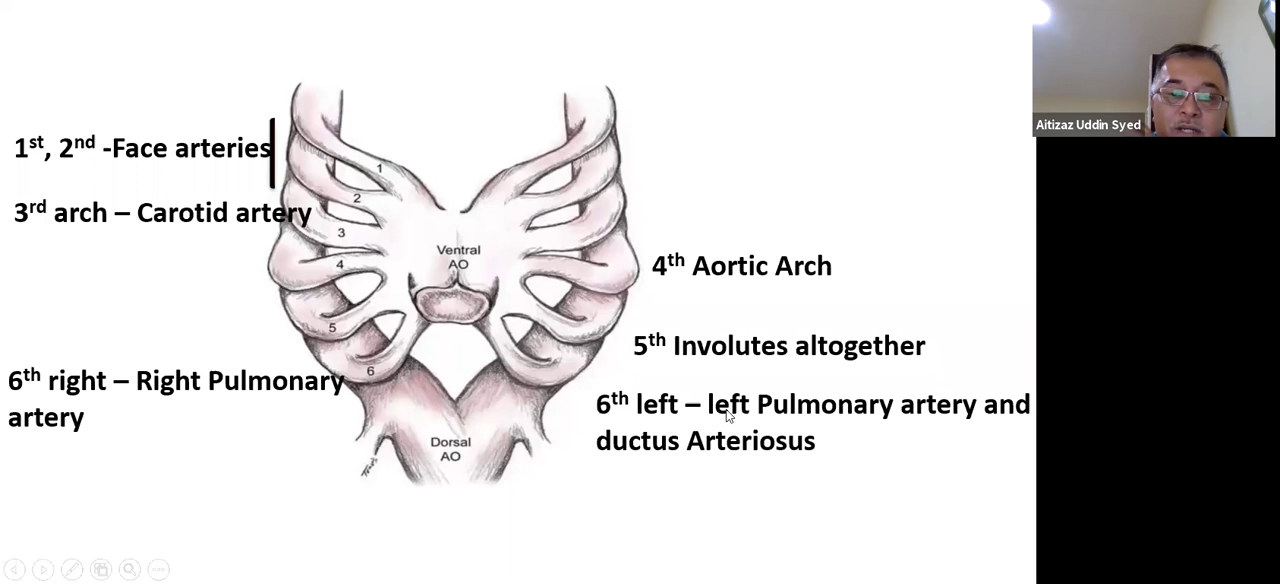 Aitizaz Uddin Syed
1st, 2nd -Face arteries
3rd arch – Carotid artery
1
2
3
4
5
6
Ventral
AO
4th Aortic Arch
5th Involutes altogether
6th right – Right Pulmonary
artery
6th left – left Pulmonary artery and
ductus Arteriosus
Dorsal
AO